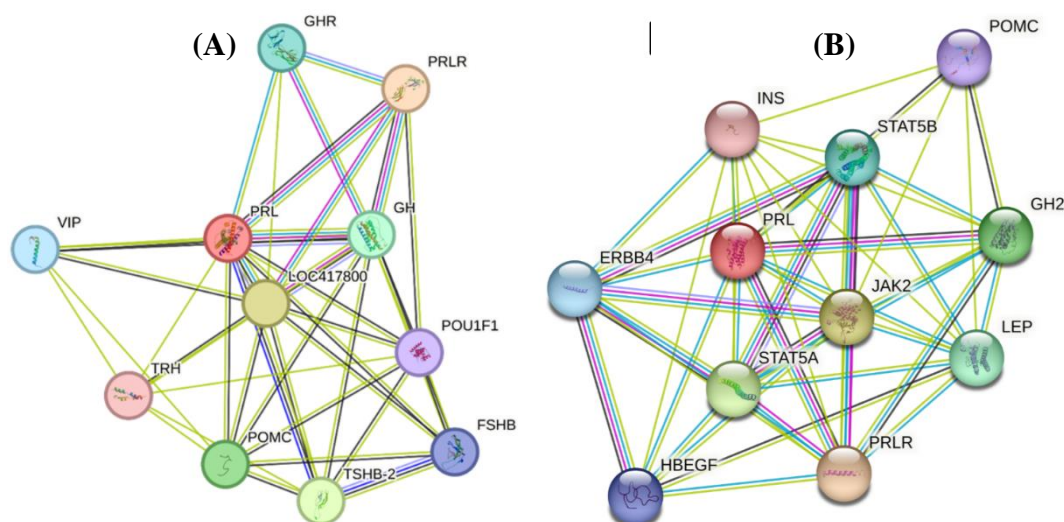 (A)
GHR
PRLR
PRL
GH
VIP
LOC417800
POU1F1
TRH
FSHB
POMC
TSHB-2
(B)
POMC
INS
STAT5B
PRL
GH2
ERBB4
JAK2
LEP
STAT5A
PRLR
HBEGF